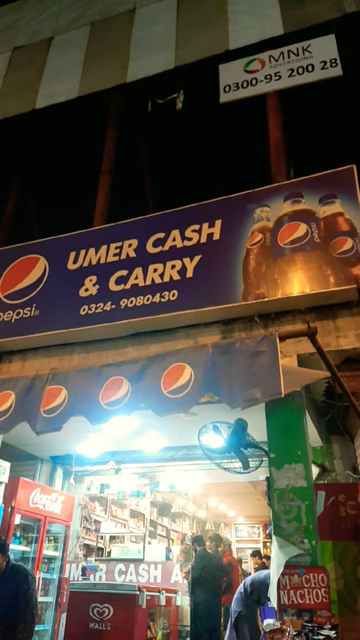 MNK
ADVERTISING
0300-95 200 28
UMER CASH
& CARRY
0324- 9080430
pepsi
pepsi
Coca-Cola
UMER CASH A
WALL'S
MACHO
NACHOS